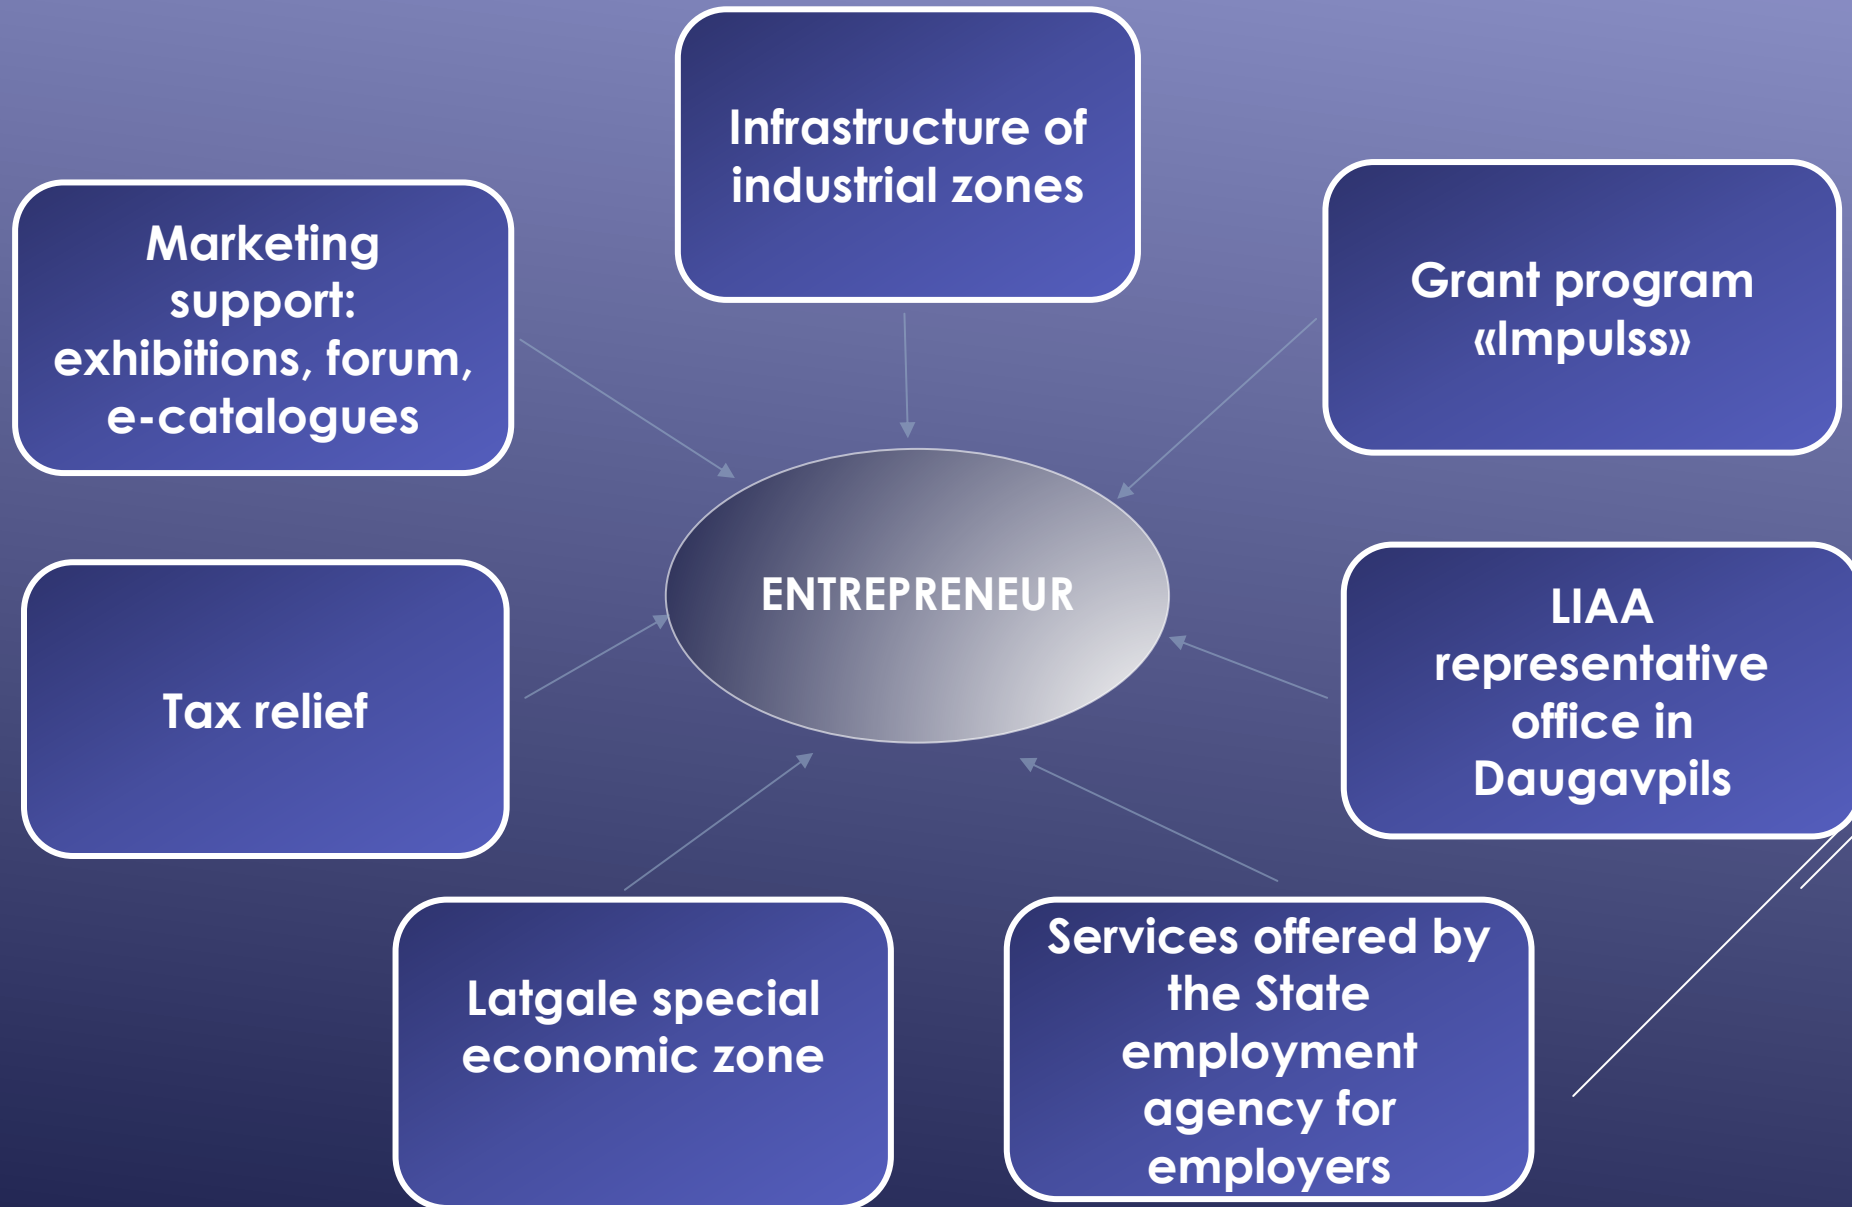 Infrastructure of
industrial zones
Marketing
support:
exhibitions, forum,
e-catalogues
Grant program
«Impulss»
ENTREPRENEUR
Tax relief
LIAA
representative
office in
Daugavpils
Latgale special
economic zone
Services offered by
the State
employment
agency for
employers